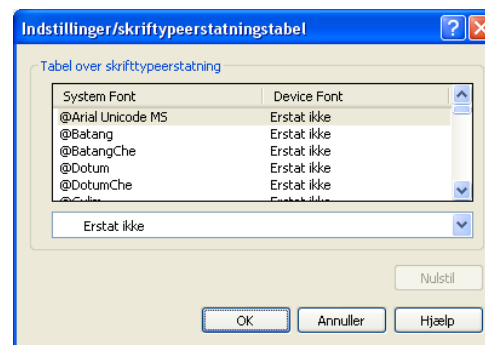 Indstillinger/skriftypeerstatningstabel
Tabel over skrifttypeerstatning
System Font Device Font
@Arial Unicode MS Erstat ikke
@Batang Erstat ikke
@BatangChe Erstat ikke
@Dotum Erstat ikke
@DotumChe Erstat ikke
Erstat ikke
Nulstil
OK Annuller Hjælp